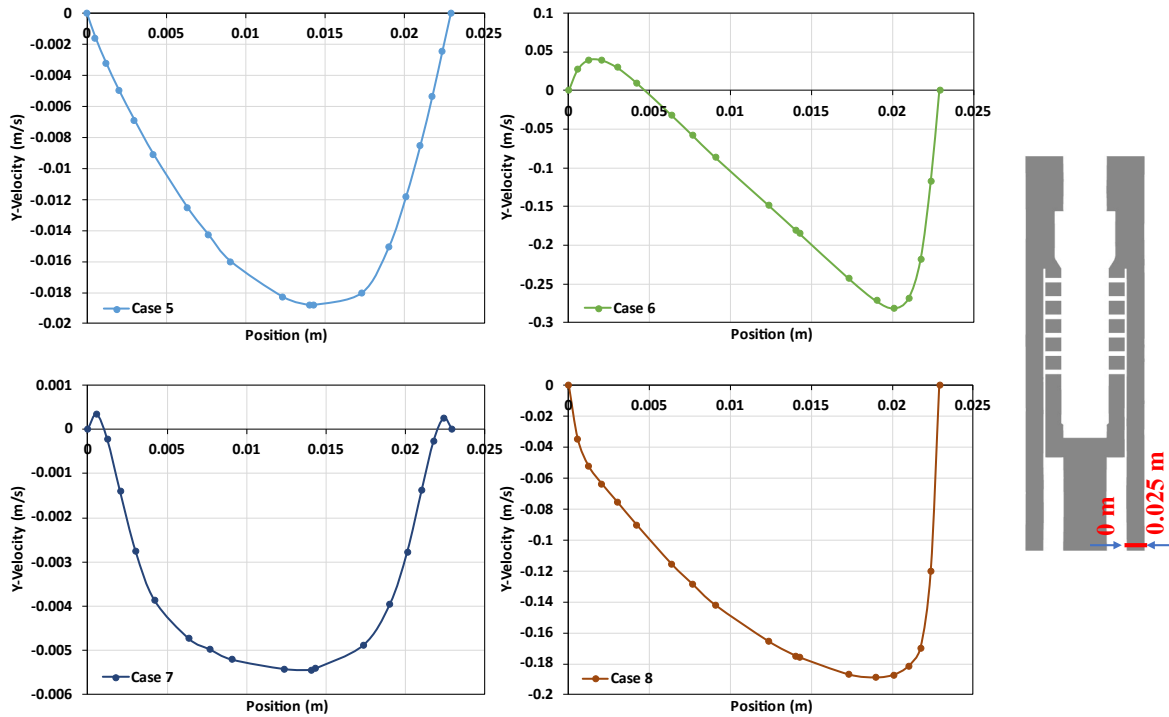 0
0 0.005 0.01 0.015 0.02 0.025
-0.002
-0.004
-0.006
-0.008
-0.01
-0.012
-0.014
-0.016
-0.018
-0.02
Y-Velocity (m/s)
Case 5
Position (m)
0.1
0.05
0
0 0.005 0.01 0.015 0.02 0.025
-0.05
-0.1
-0.15
-0.2
-0.25
-0.3
Y-Velocity (m/s)
Case 6
Position (m)
0.001
0
0 0.005 0.01 0.015 0.02 0.025
-0.001
-0.002
-0.003
-0.004
-0.005
-0.006
Y-Velocity (m/s)
Case 7
Position (m)
0
0 0.005 0.01 0.015 0.02 0.025
-0.02
-0.04
-0.06
-0.08
-0.1
-0.12
-0.14
-0.16
-0.18
-0.2
Y-Velocity (m/s)
Case 8
Position (m)
0 m
0.025 m